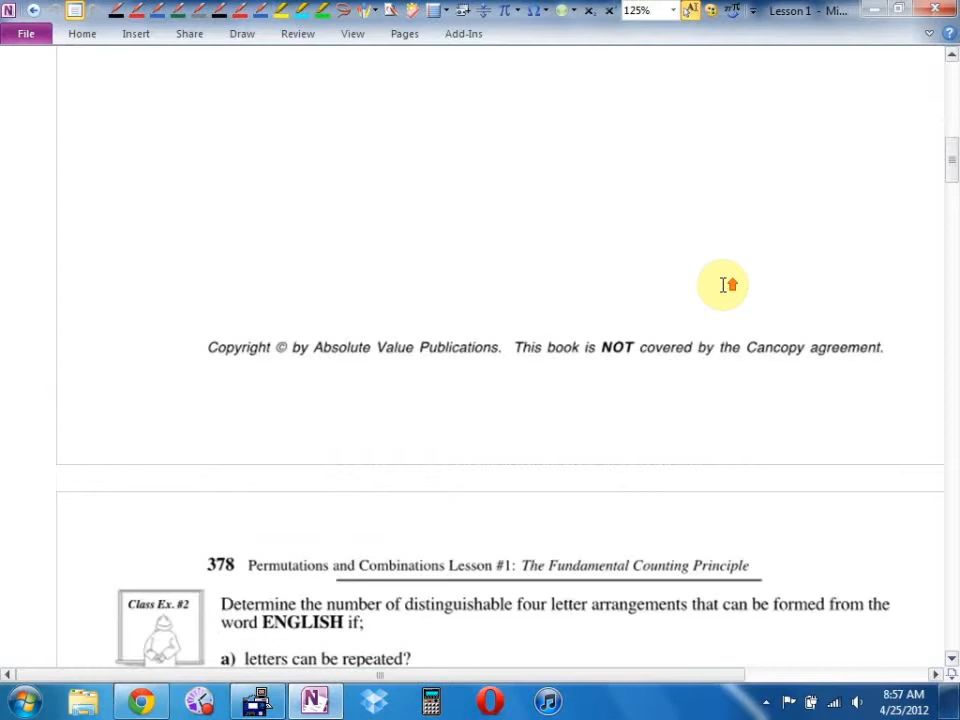 125%
Lesson 1 - Mi...
File Home Insert Share Draw Review View Pages Add-Ins
Copyright © by Absolute Value Publications. This book is NOT covered by the Cancopy agreement.
378 Permutations and Combinations Lesson #1: The Fundamental Counting Principle
Class Ex. #2
Determine the number of distinguishable four letter arrangements that can be formed from the
word ENGLISH if;
a) letters can be repeated?
8:57 AM
4/25/2012